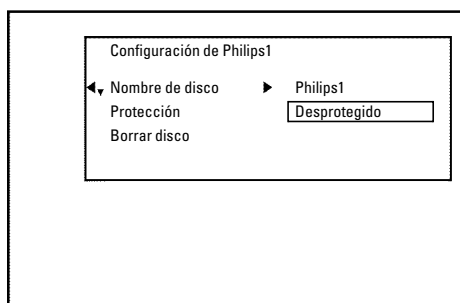 Configuración de Philips1
Nombre de disco Philips1
Protección Desprotegido
Borrar disco